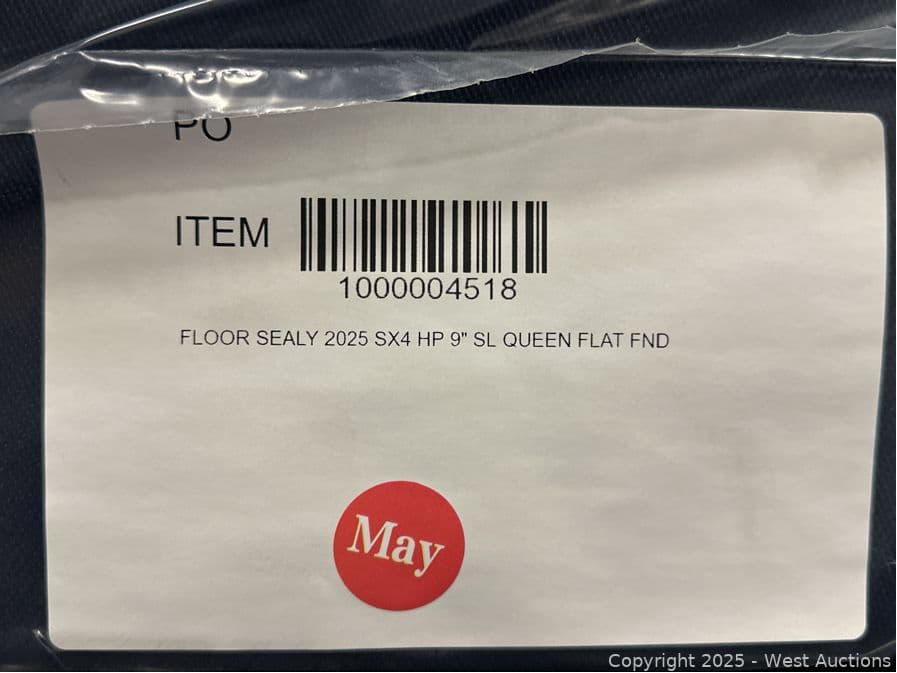 PO
ITEM
1000004518
FLOOR SEALY 2025 SX4 HP 9" SL QUEEN FLAT FND
May
Copyright 2025 - West Auctions